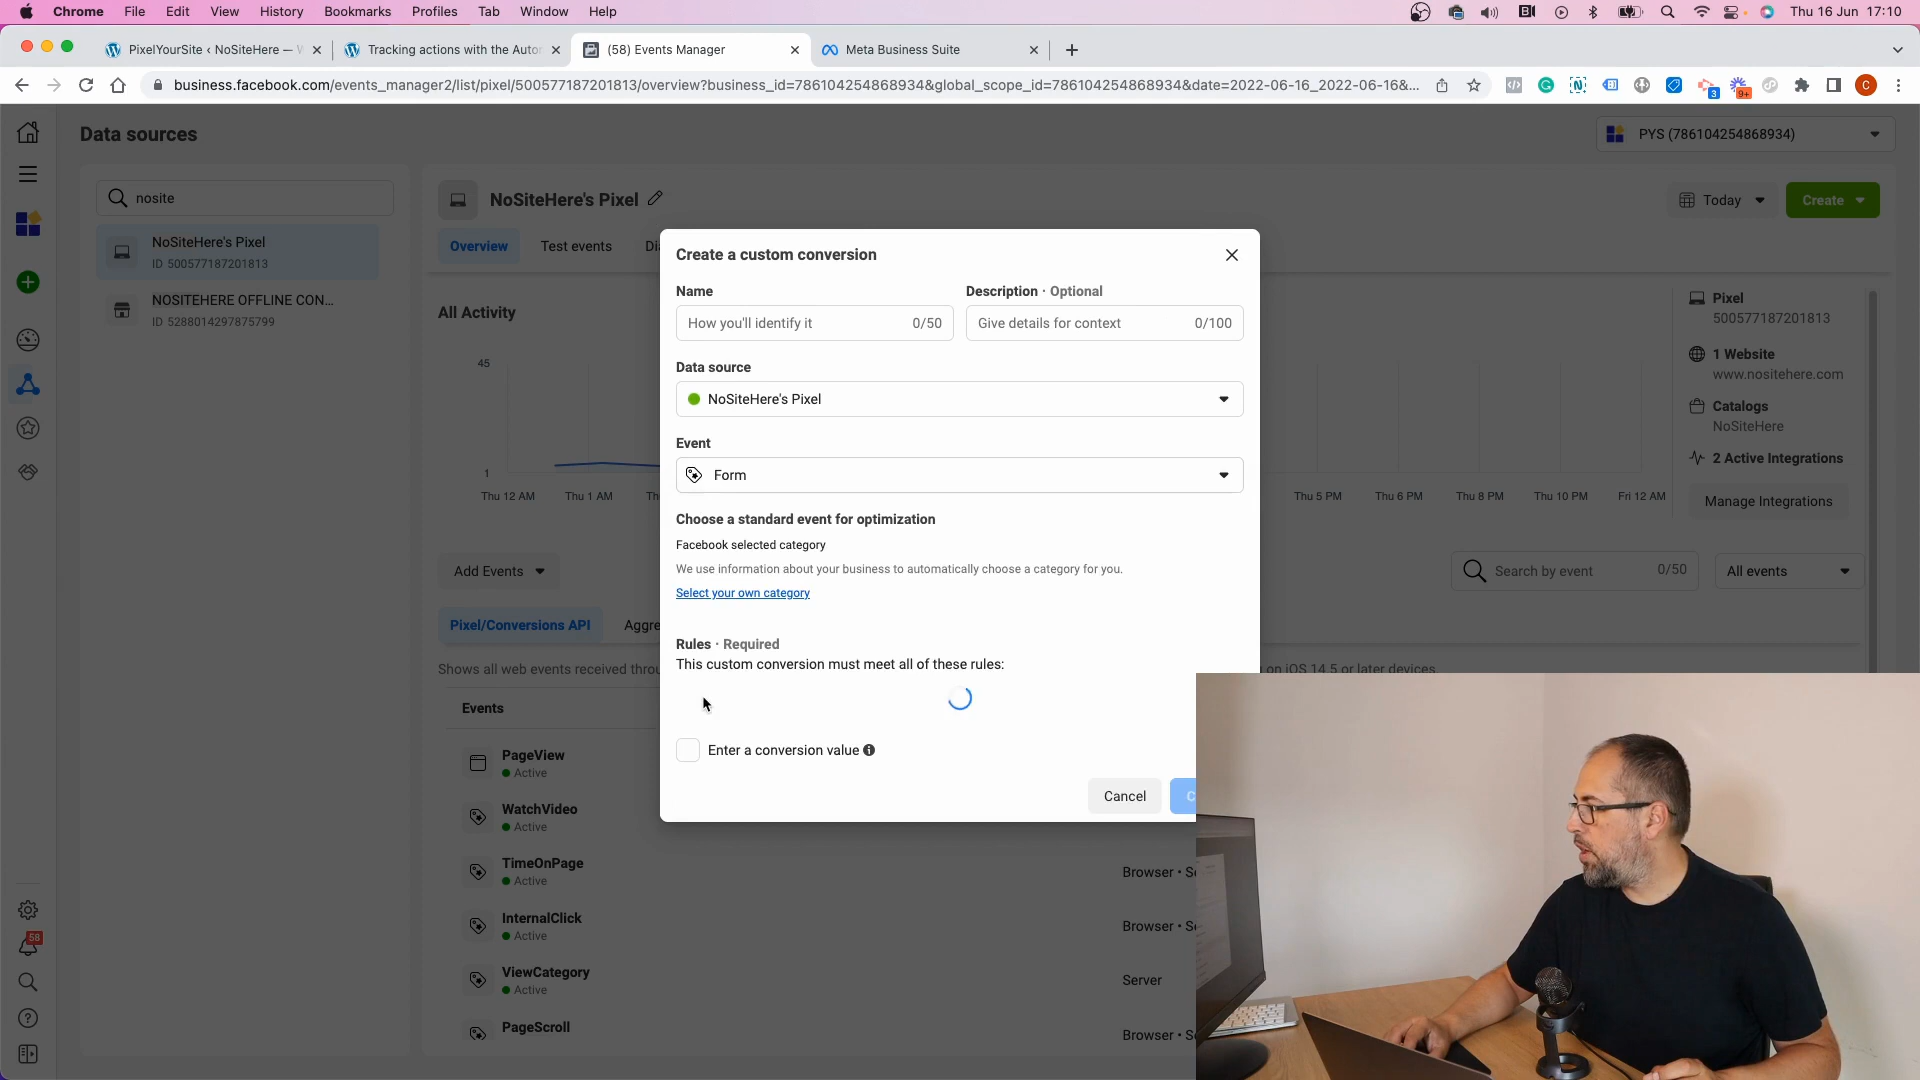 Chrome File Edit View History Bookmarks Profiles Tab Window Help
Thu 16 Jun 17:10
PixelYourSite ‹ NoSiteHere —
Tracking actions with the Auto
(58) Events Manager
Meta Business Suite
business.facebook.com/events_manager2/list/pixel/500577187201813/overview?business_id=786104254868934&global_scope_id=786104254868934&date=2022-06-16_2022-06-16&...
3
9+
C
Data sources
PYS (786104254868934)
nosite
NoSiteHere's Pixel
ID 500577187201813
NOSITEHERE OFFLINE CON...
ID 5288014297875799
NoSiteHere's Pixel
Today
Create
Overview
Test events
All Activity
45
1
Thu 12 AM
Thu 1 AM
Thu 5 PM
Thu 6 PM
Thu 8 PM
Thu 10 PM
Fri 12 AM
Pixel
500577187201813
1 Website
www.nositehere.com
Catalogs
NoSiteHere
2 Active Integrations
Manage Integrations
Add Events
Search by event 0/50
All events
Pixel/Conversions API
Shows all web events received
on iOS 14.5 or later devices.
Events
PageView
Active
WatchVideo
Active
TimeOnPage
Active
Browser •
InternalClick
Active
Browser •
ViewCategory
Active
Server
PageScroll
Browser •
58
Create a custom conversion
Name
How you'll identify it 0/50
Description · Optional
Give details for context 0/100
Data source
NoSiteHere's Pixel
Event
Form
Choose a standard event for optimization
Facebook selected category
We use information about your business to automatically choose a category for you.
Select your own category
Rules · Required
This custom conversion must meet all of these rules:
Enter a conversion value
Cancel